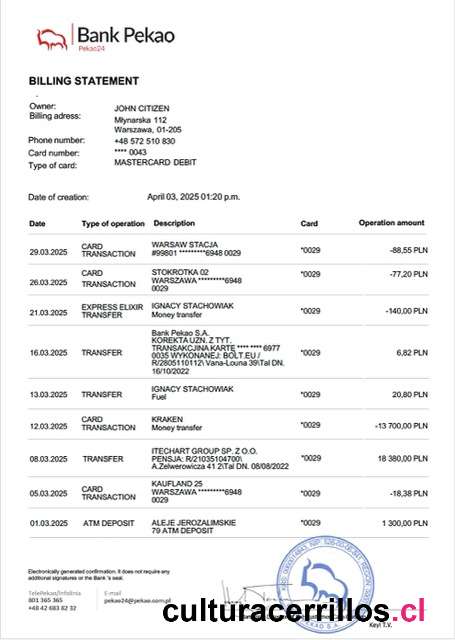 Bank Pekao
Pekao24
BILLING STATEMENT
Owner: JOHN CITIZEN
Billing adress: Młynarska 112
Warszawa, 01-205
Phone number: +48 572 510 830
Card number: **** 0043
Type of card: MASTERCARD DEBIT
Date of creation: April 03, 2025 01:20 p.m.
Date Type of operation Description Card Operation amount
29.03.2025 CARD TRANSACTION WARSAW STACJA #99801 *********6948 0029 *0029 -88,55 PLN
26.03.2025 CARD TRANSACTION STOKROTKA 02 WARSZAWA *********6948 0029 *0029 -77,20 PLN
21.03.2025 EXPRESS ELIXIR TRANSFER IGNACY STACHOWIAK Money transfer *0029 -140,00 PLN
16.03.2025 TRANSFER Bank Pekao S.A. KOREKTA UZN. Z TYT. TRANSAKCJINA KARTE **** **** 6977 0035 WYKONANEJ: BOLT.EU / R/2805110112\ Vana-Louna 39\Tal DN. 16/10/2022 *0029 6,82 PLN
13.03.2025 TRANSFER IGNACY STACHOWIAK Fuel *0029 20,80 PLN
12.03.2025 CARD TRANSACTION KRAKEN Money transfer *0029 -13 700,00 PLN
08.03.2025 TRANSFER ITECHART GROUP SP. Z O.O. PENSJA: R/21035104700\ A.Zelwerowicza 41 2\Tal DN. 08/08/2022 *0029 18 380,00 PLN
05.03.2025 CARD TRANSACTION KAUFLAND 25 WARSZAWA *********6948 0029 *0029 -18,38 PLN
01.03.2025 ATM DEPOSIT ALEJE JEROZALIMSKIE 79 ATM DEPOSIT *0029 1 300,00 PLN
Electronically generated confirmation. It does not require any
additional signatures or the Bank 's seal.
TelePekao/Infolinia E-mail
801 365 365 pekao24@pekao.com.pl
+48 42 683 82 32
culturacerrillos.cl
PEKAO S.A.
Keyl T.V.